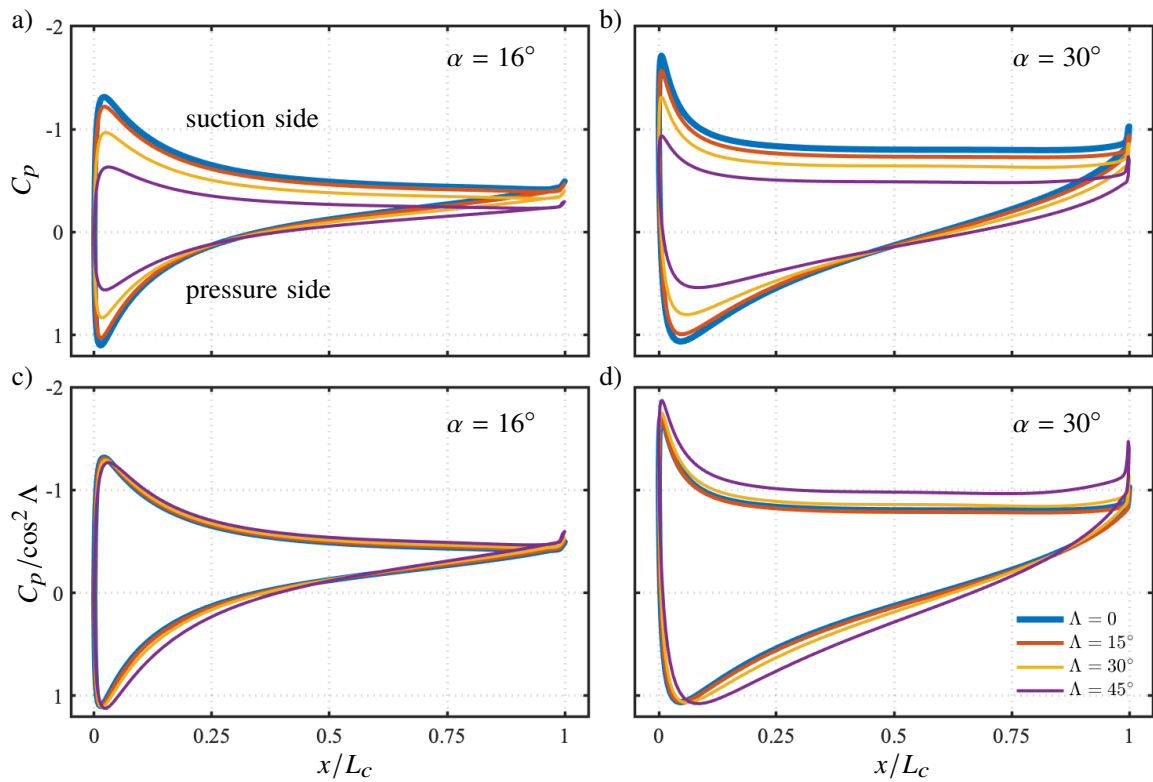 a)
b)
-2
-1
0
1
C_p
α = 16°
suction side
pressure side
α = 30°
c)
d)
-2
-1
0
1
C_p/cos² Λ
α = 16°
α = 30°
Λ = 0
Λ = 15°
Λ = 30°
Λ = 45°
0 0.25 0.5 0.75 1
0 0.25 0.5 0.75 1
x/L_c
x/L_c